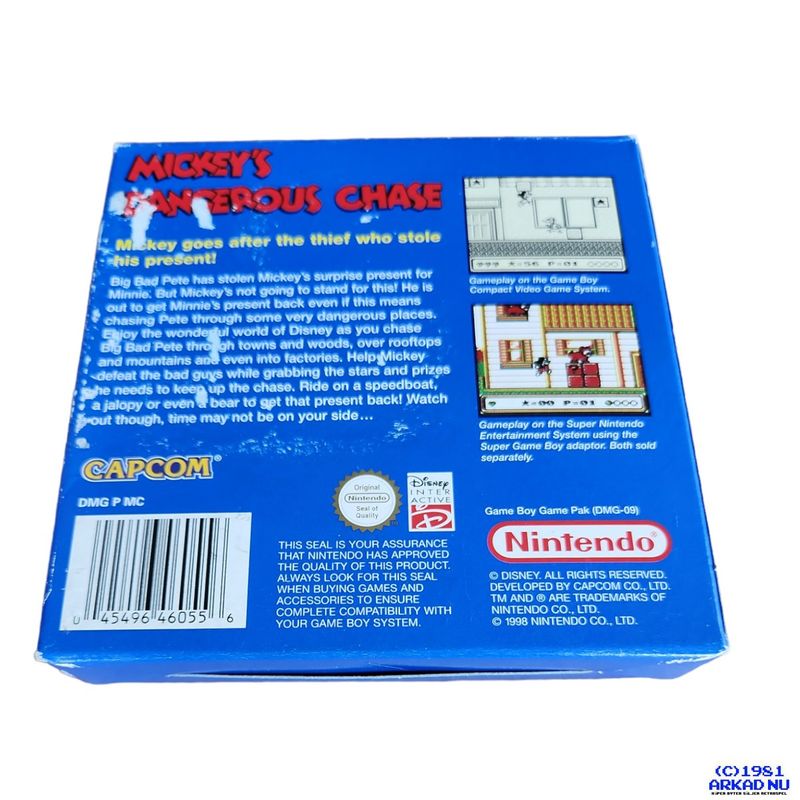 MICKEY'S
DANGEROUS CHASE
Mickey goes after the thief who stole
his present!
Big Bad Pete has stolen Mickey's surprise present for
Minnie. But Mickey's not going to stand for this! He is
out to get Minnie's present back even if this means
chasing Pete through some very dangerous places.
Enjoy the wonderful world of Disney as you chase
Big Bad Pete through towns and woods, over rooftops
and mountains and even into factories. Help Mickey
defeat the bad guys while grabbing the stars and prizes
he needs to keep up the chase. Ride on a speedboat,
a jalopy or even a bear to get that present back! Watch
out though, time may not be on your side...
Gameplay on the Game Boy
Compact Video Game System.
Gameplay on the Super Nintendo
Entertainment System using the
Super Game Boy adaptor. Both sold
separately.
CAPCOM®
DMG P MC
0 45496 46055 6
Original
Nintendo
Seal of
Quality
TM
DISNEY
INTER
ACTIVE
D
THIS SEAL IS YOUR ASSURANCE
THAT NINTENDO HAS APPROVED
THE QUALITY OF THIS PRODUCT.
ALWAYS LOOK FOR THIS SEAL
WHEN BUYING GAMES AND
ACCESSORIES TO ENSURE
COMPLETE COMPATIBILITY WITH
YOUR GAME BOY SYSTEM.
Game Boy Game Pak (DMG-09)
Nintendo®
© DISNEY. ALL RIGHTS RESERVED.
DEVELOPED BY CAPCOM CO., LTD.
TM AND ® ARE TRADEMARKS OF
NINTENDO CO., LTD.
© 1998 NINTENDO CO., LTD.
(C)1981
ARKAD NU